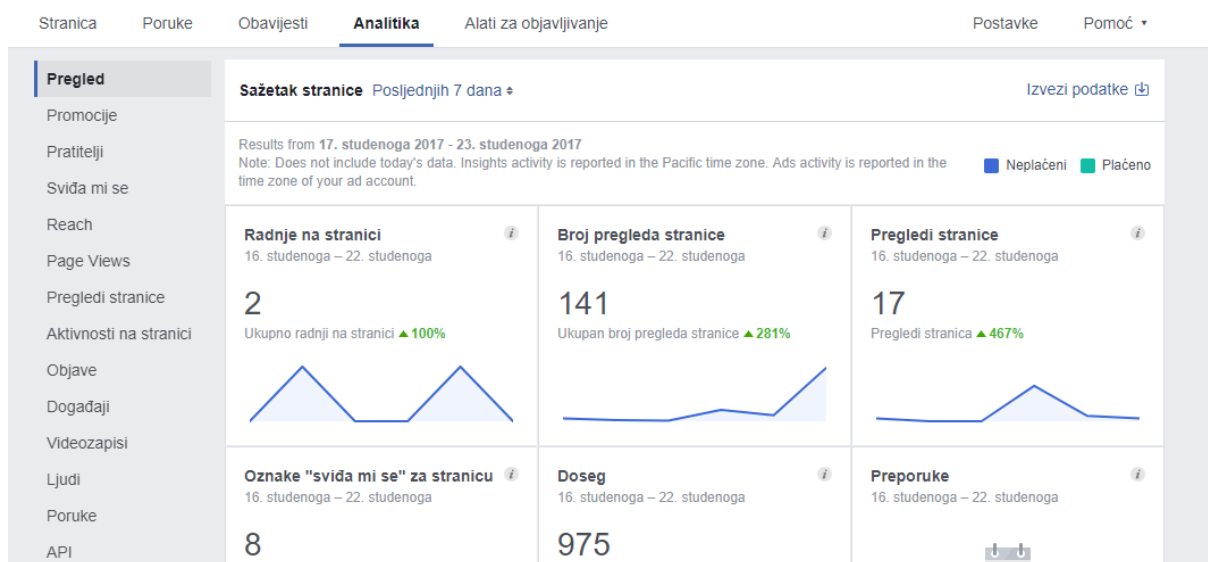 Stranica Poruke Obavijesti Analitika Alati za objavljivanje Postavke Pomoć
Pregled
Promocije
Pratitelji
Sviđa mi se
Reach
Page Views
Pregledi stranice
Aktivnosti na stranici
Objave
Događaji
Videozapisi
Ljudi
Poruke
API
Sažetak stranice Posljednjih 7 dana
Izvezi podatke
Results from 17. studenoga 2017 - 23. studenoga 2017
Note: Does not include today's data. Insights activity is reported in the Pacific time zone. Ads activity is reported in the
time zone of your ad account.
Neplaćeni Plaćeno
Radnje na stranici
16. studenoga – 22. studenoga
2
Ukupno radnji na stranici 100%
Broj pregleda stranice
16. studenoga – 22. studenoga
141
Ukupan broj pregleda stranice 281%
Pregledi stranice
16. studenoga – 22. studenoga
17
Pregledi stranica 467%
Oznake "sviđa mi se" za stranicu
16. studenoga – 22. studenoga
8
Doseg
16. studenoga – 22. studenoga
975
Preporuke
16. studenoga – 22. studenoga